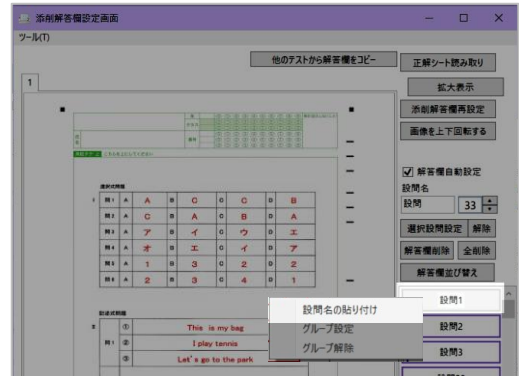 添削解答欄設定画面
ツール(T)
他のテストから解答欄をコピー
正解シート読み取り
1
拡大表示
添削解答欄再設定
画像を上下回転する
解答欄自動設定
設問名
設問 33
選択設問設定 解除
解答欄削除 全削除
解答欄並び替え
設問1
設問2
設問3
選択式問題
1 問1 A A B C C C D B
問2 A C B A C B D A
問3 A ア B イ C ウ D エ
問4 A オ B エ C イ D ア
問5 A 1 B 3 C 2 D 2
問6 A 2 B 3 C 4 D 1
記述式問題
2 問1 ① This is my bag
② I play tennis
③ Let's go to the park
設問名の貼り付け
グループ設定
グループ解除